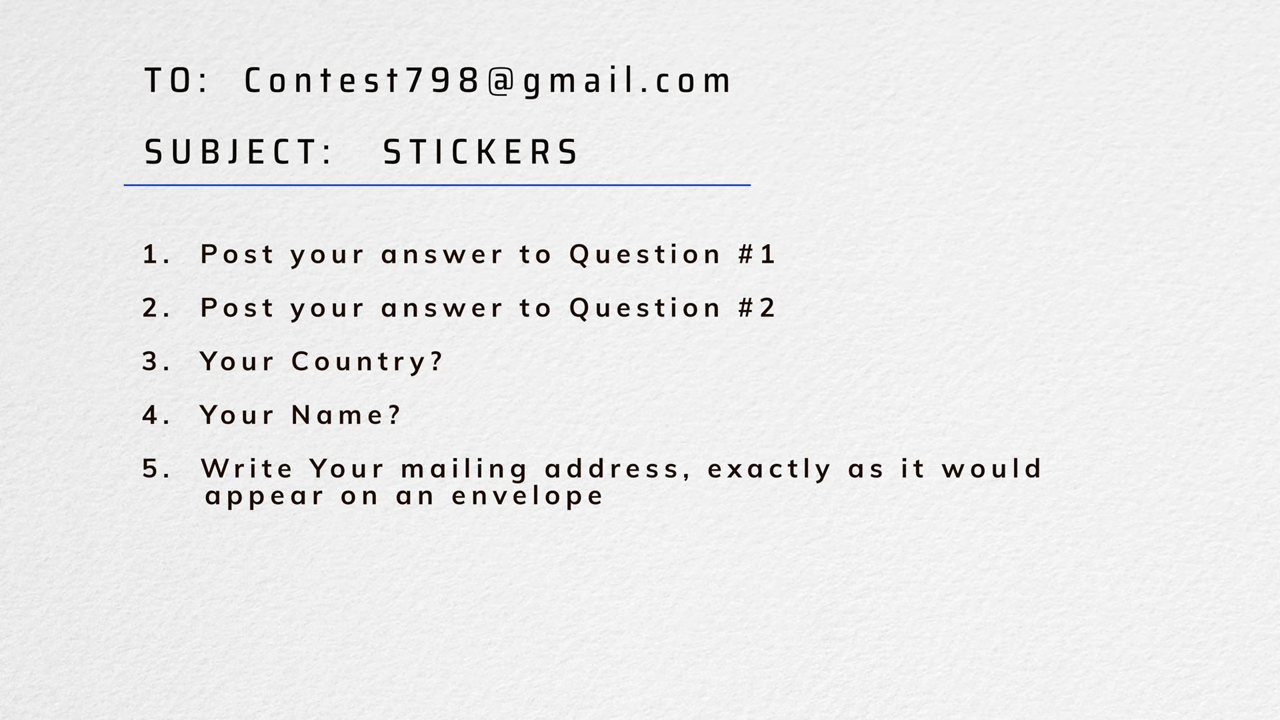 TO: Contest798@gmail.com
SUBJECT: STICKERS
1. Post your answer to Question #1
2. Post your answer to Question #2
3. Your Country?
4. Your Name?
5. Write Your mailing address, exactly as it would
appear on an envelope